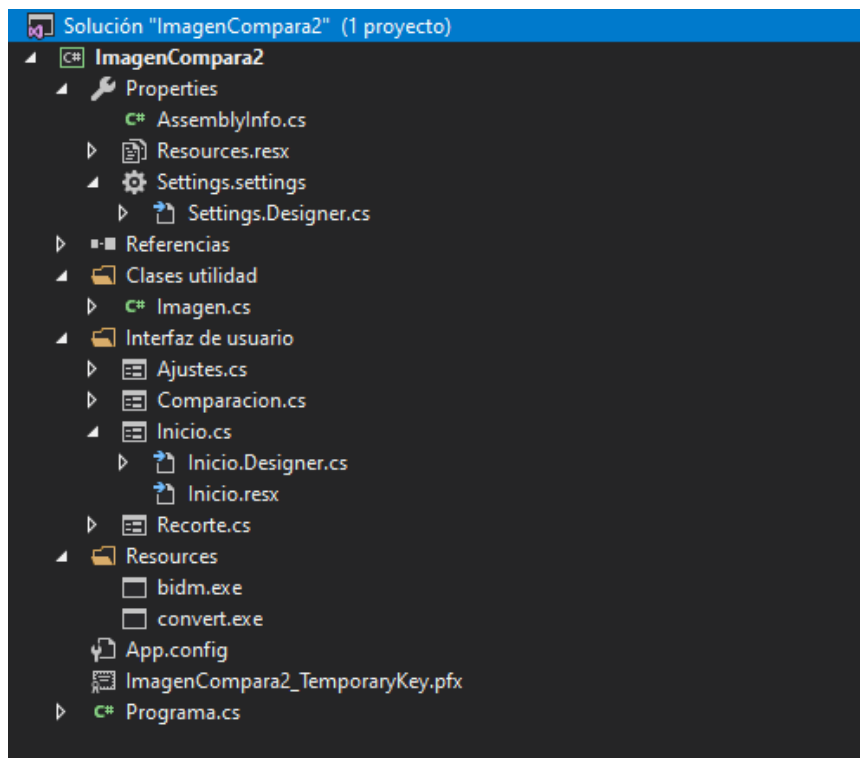 Solución "ImagenCompara2" (1 proyecto)
C# ImagenCompara2
Properties
C# AssemblyInfo.cs
Resources.resx
Settings.settings
Settings.Designer.cs
Referencias
Clases utilidad
C# Imagen.cs
Interfaz de usuario
Ajustes.cs
Comparacion.cs
Inicio.cs
Inicio.Designer.cs
Inicio.resx
Recorte.cs
Resources
bidm.exe
convert.exe
App.config
ImagenCompara2_TemporaryKey.pfx
C# Programa.cs